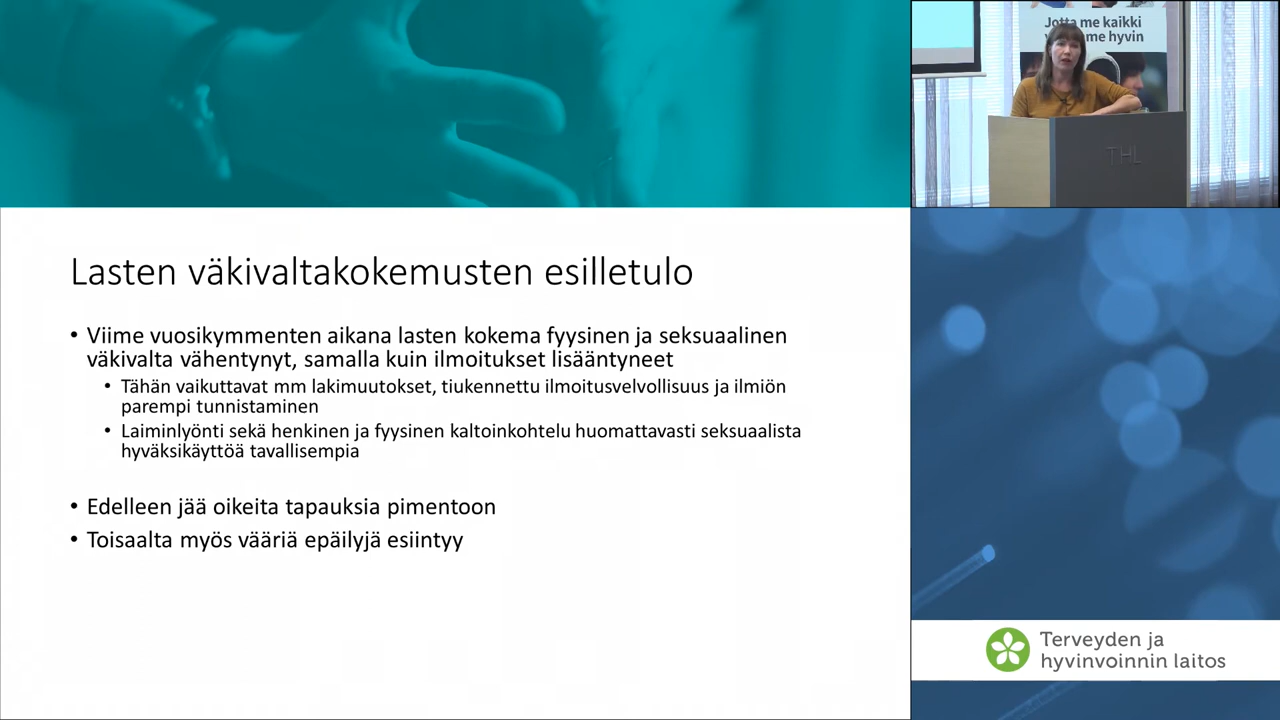 Lasten väkivaltakokemusten esilletulo
• Viime vuosikymmenten aikana lasten kokema fyysinen ja seksuaalinen
väkivalta vähentynyt, samalla kuin ilmoitukset lisääntyneet
• Tähän vaikuttavat mm lakimuutokset, tiukennettu ilmoitusvelvollisuus ja ilmiön
parempi tunnistaminen
• Laiminlyönti sekä henkinen ja fyysinen kaltoinkohtelu huomattavasti seksuaalista
hyväksikäyttöä tavallisempia
• Edelleen jää oikeita tapauksia pimentoon
• Toisaalta myös vääriä epäilyjä esiintyy
Jotta me kaikki
me hyvin
THL
Terveyden ja
hyvinvoinnin laitos